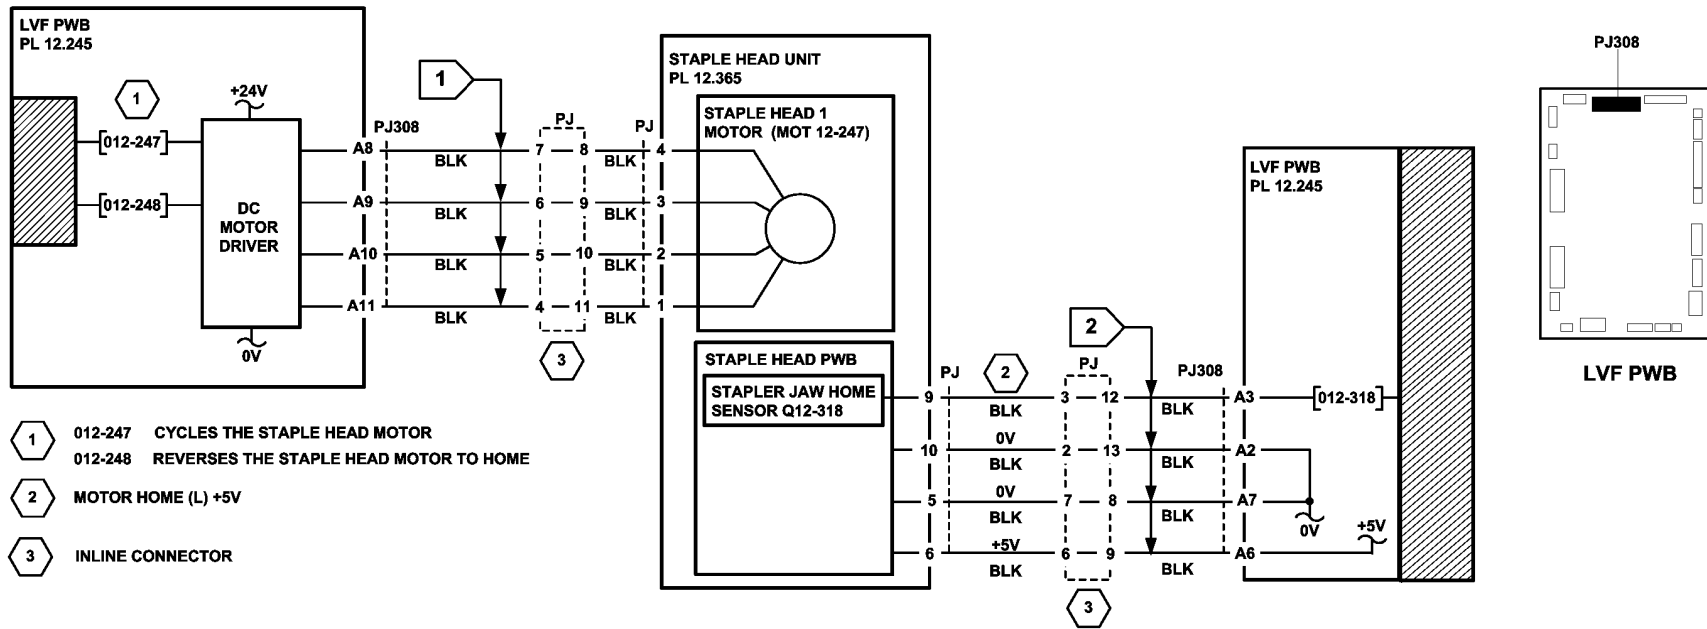 LVF PWB
PL 12.245
1
+24V
012-247
012-248
DC
MOTOR
DRIVER
0V
PJ308
A8
A9
A10
A11
BLK
BLK
BLK
BLK
1
PJ
7 8
6 9
5 10
4 11
3
BLK
BLK
BLK
BLK
PJ
4
3
2
1
STAPLE HEAD UNIT
PL 12.365
STAPLE HEAD 1
MOTOR (MOT 12-247)
STAPLE HEAD PWB
STAPLER JAW HOME
SENSOR Q12-318
PJ
9
10
5
6
2
BLK
0V
BLK
0V
BLK
+5V
BLK
PJ
3 12
2 13
7 8
6 9
3
2
BLK
BLK
BLK
BLK
PJ308
A3
A2
A7
A6
LVF PWB
PL 12.245
012-318
0V
+5V
PJ308
LVF PWB
1 012-247 CYCLES THE STAPLE HEAD MOTOR
012-248 REVERSES THE STAPLE HEAD MOTOR TO HOME
2 MOTOR HOME (L) +5V
3 INLINE CONNECTOR